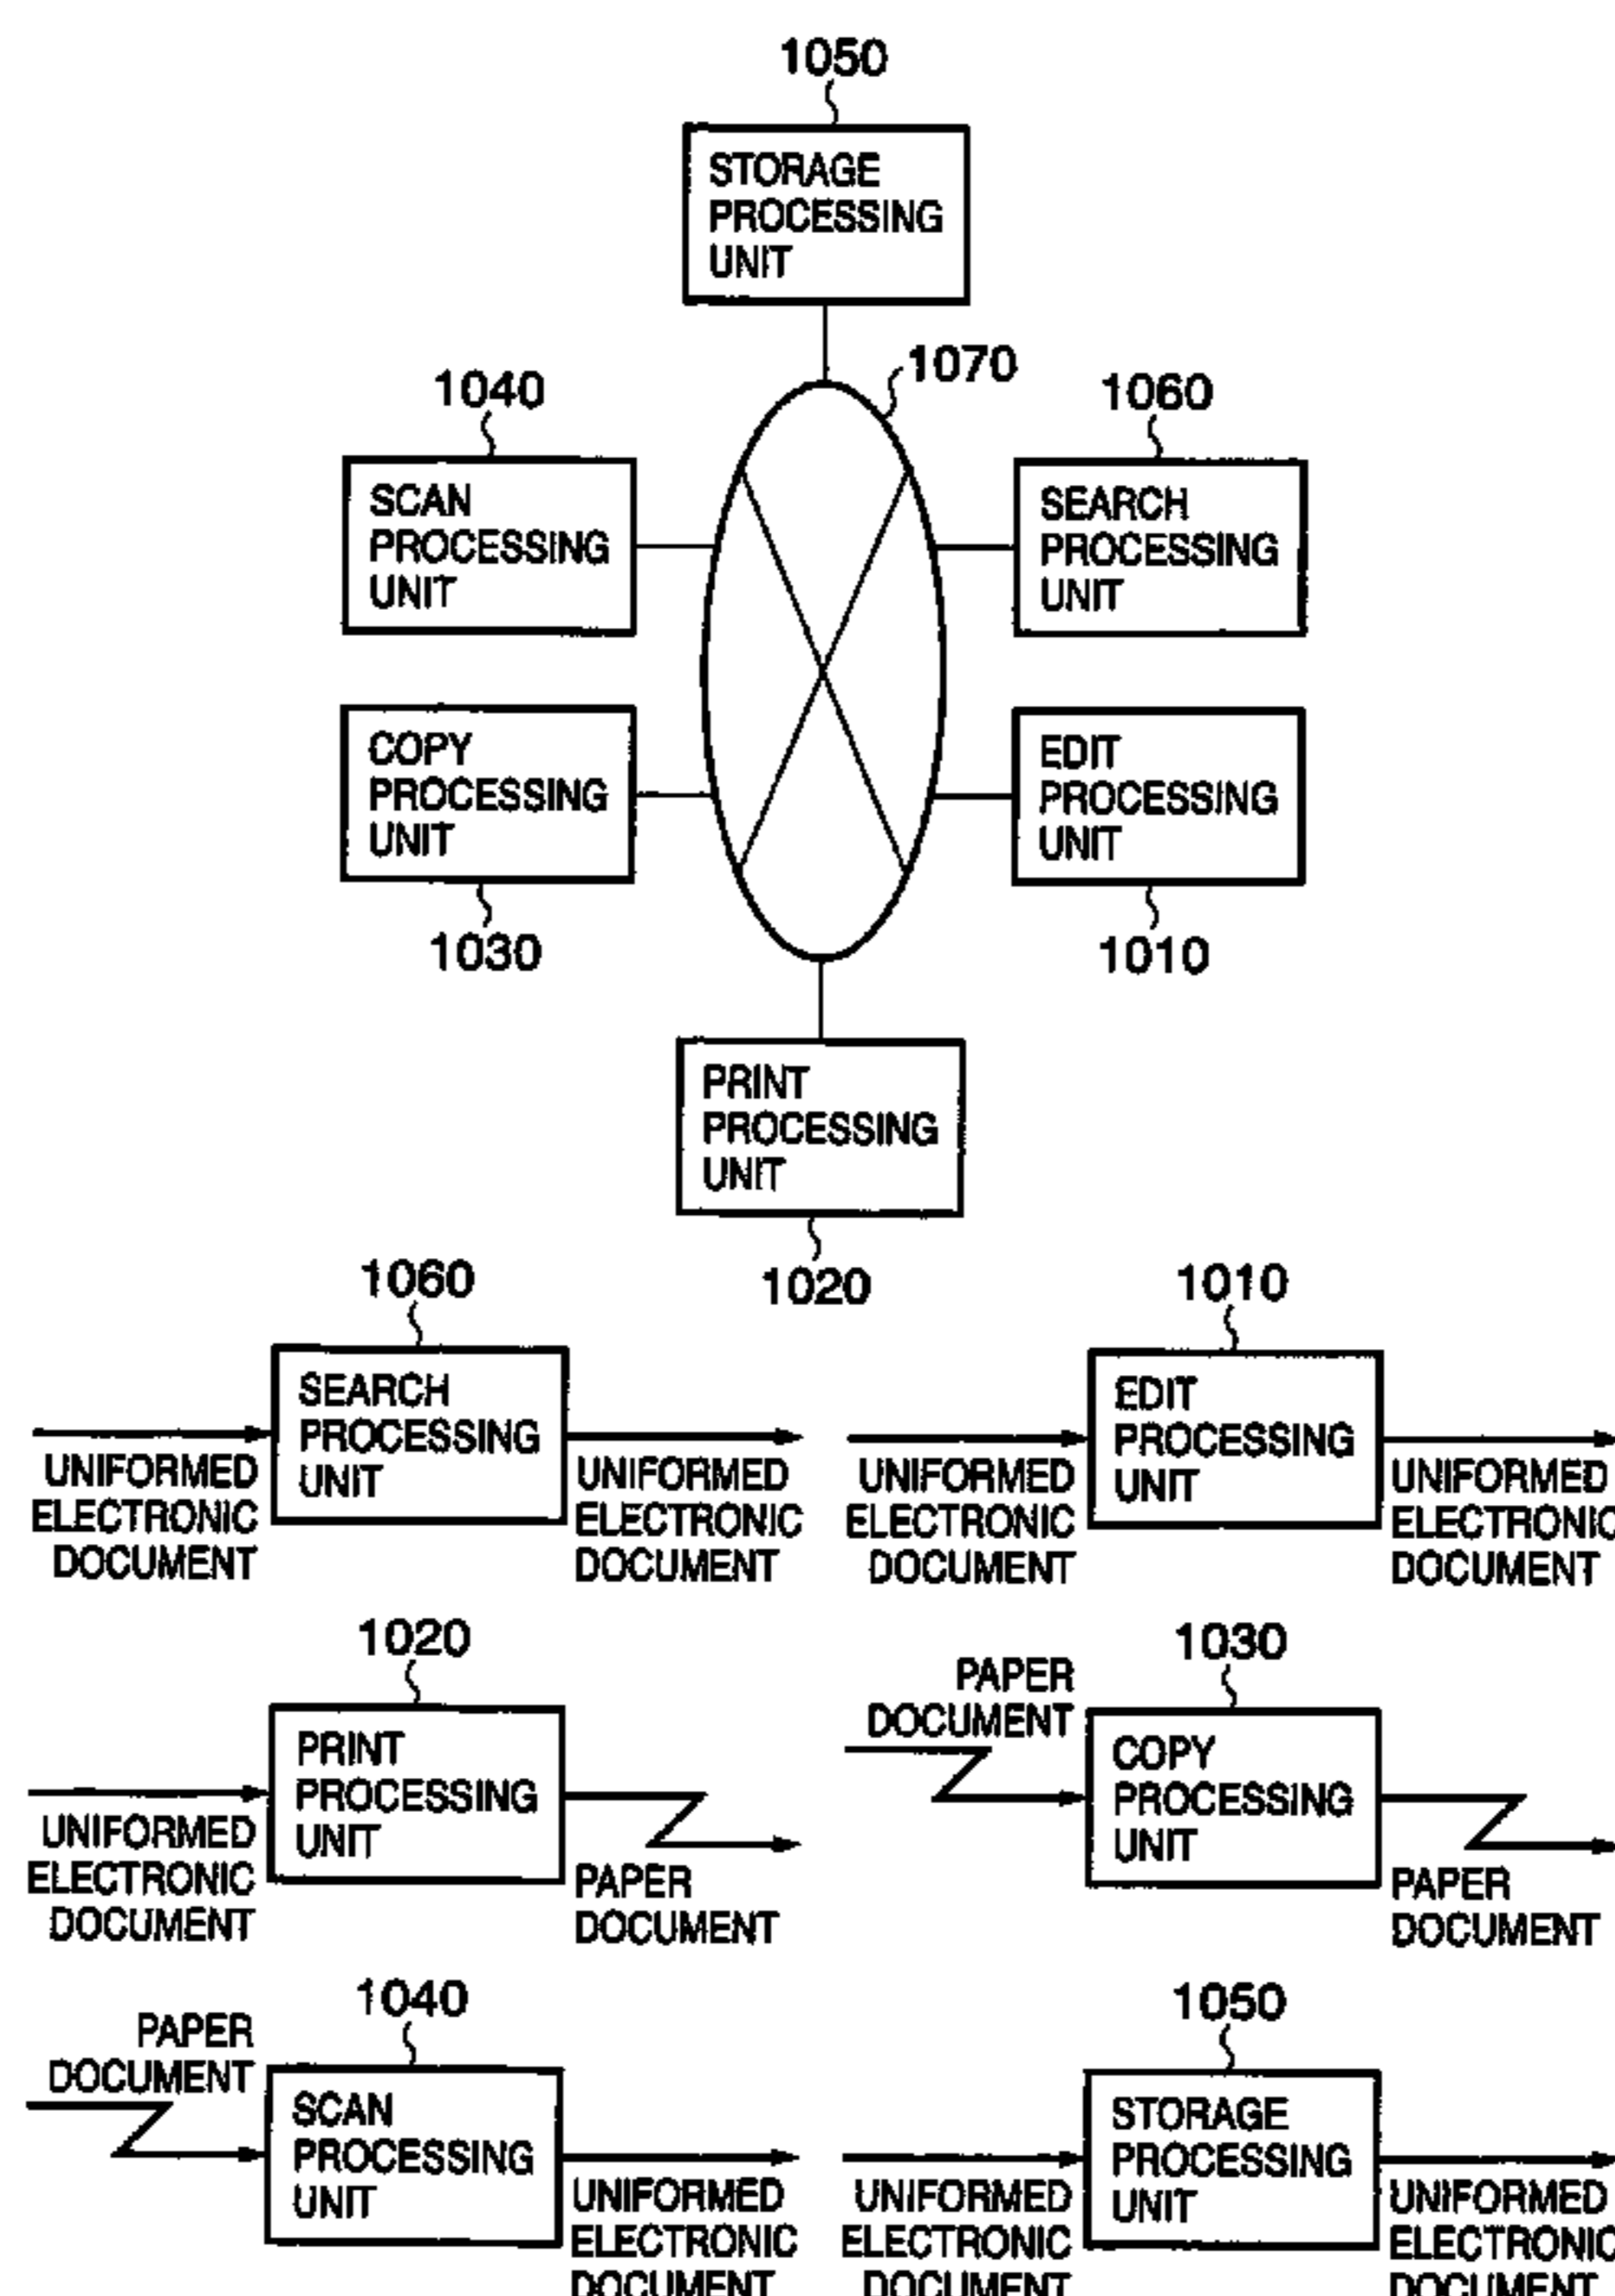 1050
STORAGE
PROCESSING
UNIT
1070
1040
SCAN
PROCESSING
UNIT
1060
SEARCH
PROCESSING
UNIT
COPY
PROCESSING
UNIT
1030
EDIT
PROCESSING
UNIT
1010
PRINT
PROCESSING
UNIT
1020
1060
SEARCH
PROCESSING
UNIT
UNIFORMED
ELECTRONIC
DOCUMENT
UNIFORMED
ELECTRONIC
DOCUMENT
1010
EDIT
PROCESSING
UNIT
UNIFORMED
ELECTRONIC
DOCUMENT
UNIFORMED
ELECTRONIC
DOCUMENT
1020
PRINT
PROCESSING
UNIT
UNIFORMED
ELECTRONIC
DOCUMENT
PAPER
DOCUMENT
1030
PAPER
DOCUMENT
COPY
PROCESSING
UNIT
PAPER
DOCUMENT
1040
PAPER
DOCUMENT
SCAN
PROCESSING
UNIT
UNIFORMED
ELECTRONIC
DOCUMENT
1050
STORAGE
PROCESSING
UNIT
UNIFORMED
ELECTRONIC
DOCUMENT
UNIFORMED
ELECTRONIC
DOCUMENT